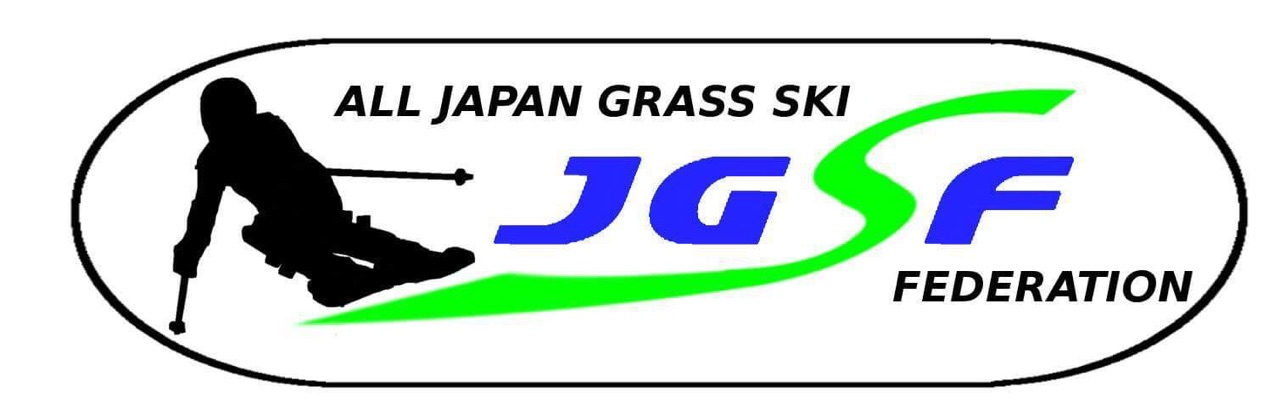 ALL JAPAN GRASS SKI
JGSF
FEDERATION